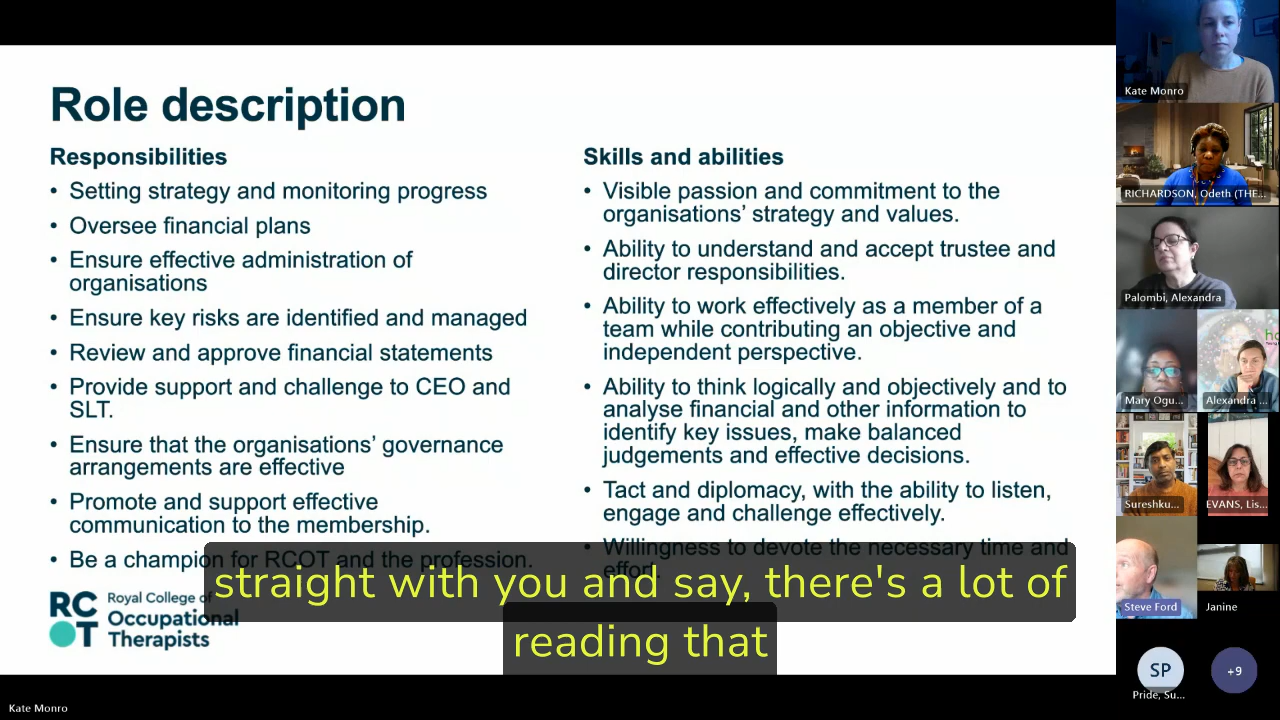 Role description
Responsibilities
• Setting strategy and monitoring progress
• Oversee financial plans
• Ensure effective administration of
organisations
• Ensure key risks are identified and managed
• Review and approve financial statements
• Provide support and challenge to CEO and
SLT.
• Ensure that the organisations’ governance
arrangements are effective
• Promote and support effective
communication to the membership.
• Be a champion for RCOT and the profession.
Skills and abilities
• Visible passion and commitment to the
organisations’ strategy and values.
• Ability to understand and accept trustee and
director responsibilities.
• Ability to work effectively as a member of a
team while contributing an objective and
independent perspective.
• Ability to think logically and objectively and to
analyse financial and other information to
identify key issues, make balanced
judgements and effective decisions.
• Tact and diplomacy, with the ability to listen,
engage and challenge effectively.
• Willingness to devote the necessary time and
effort.
RC
OT
Royal College of
Occupational
Therapists
straight with you and say, there's a lot of
reading that
Kate Monro
Kate Monro
RICHARDSON, Odeth (THE...
Palombi, Alexandra
Mary Ogu...
Alexandra ...
Sureshku...
EVANS, Lis...
Steve Ford
Janine
SP
Pride, Su...
+9